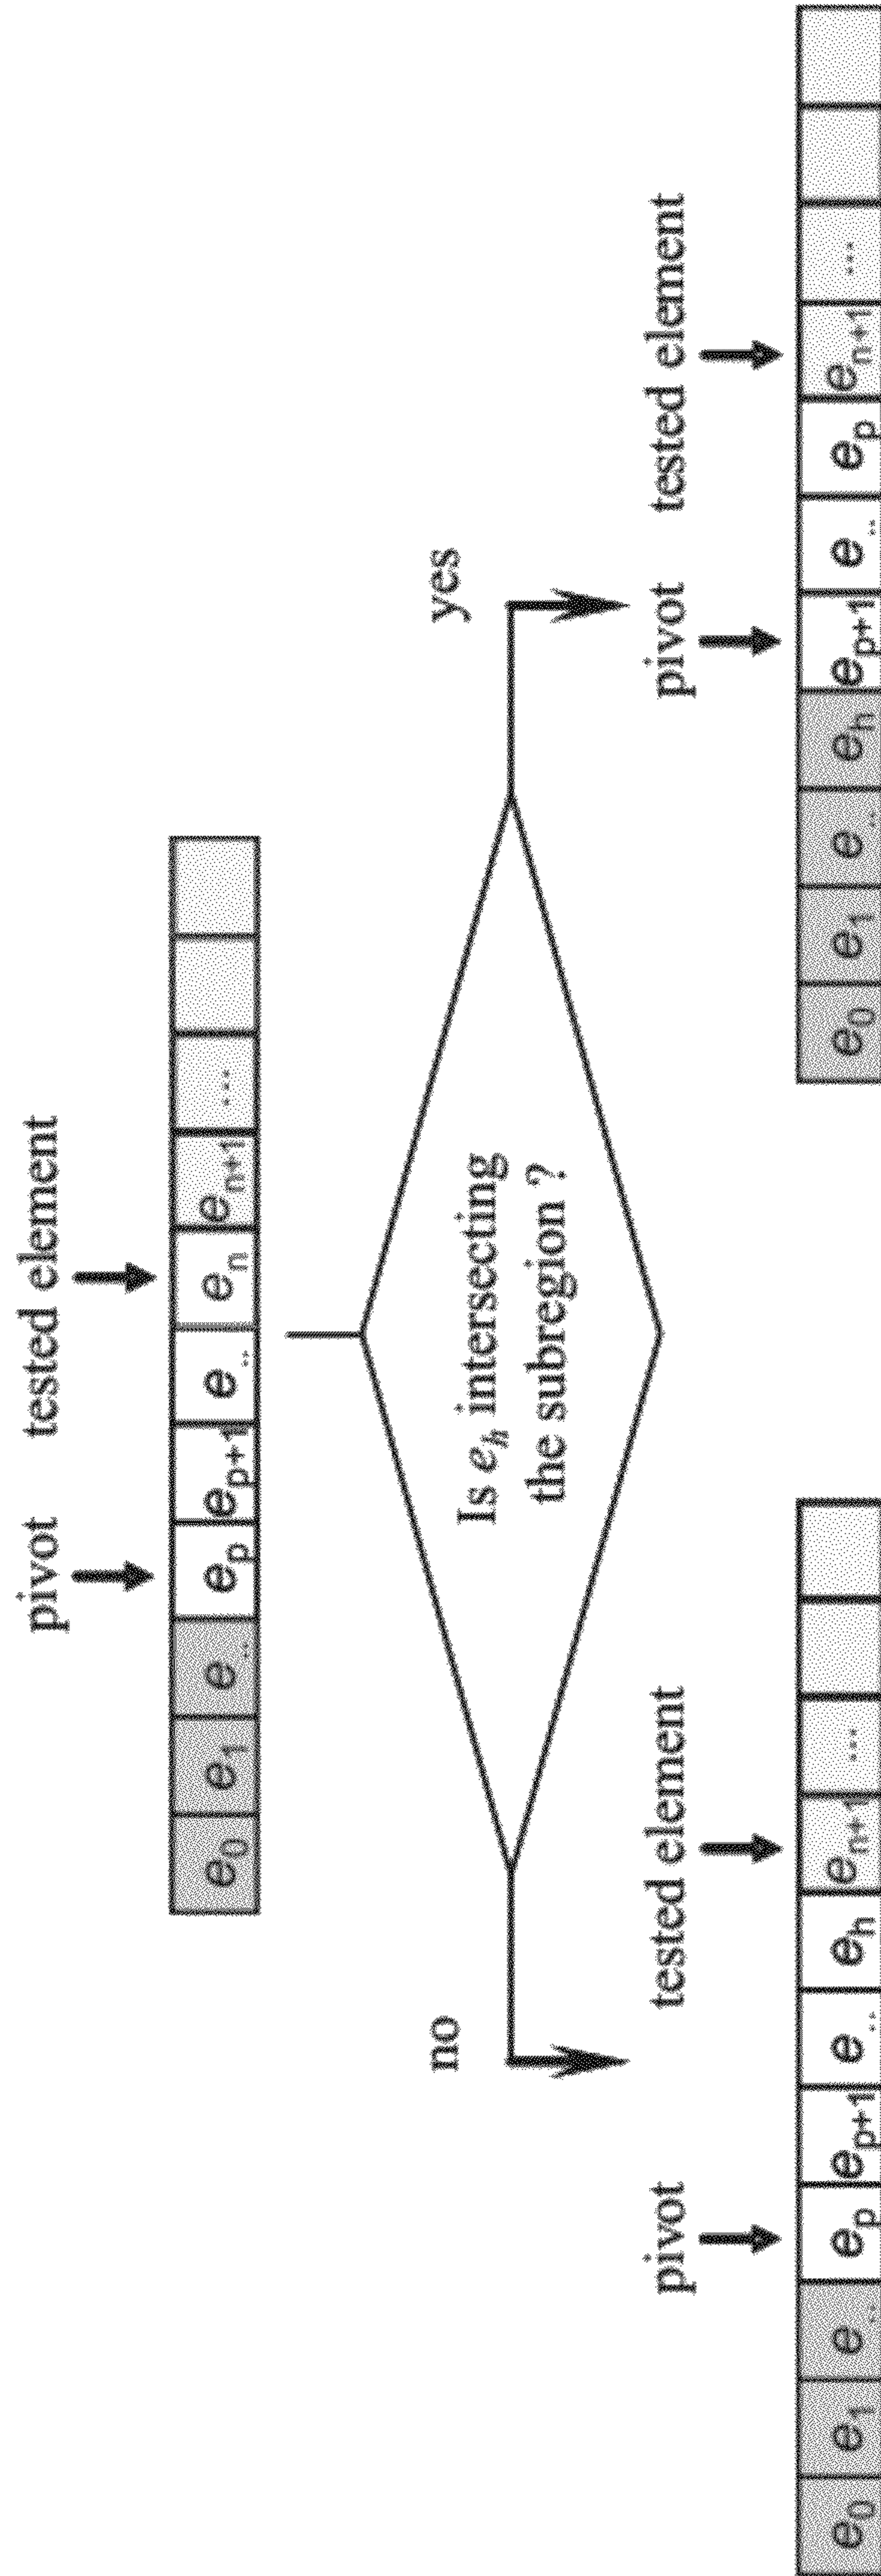 pivot tested element
e0 e1 e.. ep ep+1 e.. en en+1 ...
Is eh intersecting
the subregion ?
no
yes
pivot tested element
e0 e1 e.. ep ep+1 e.. eh en+1 ...
pivot tested element
e0 e1 e.. eh ep+1 e.. ep en+1 ...